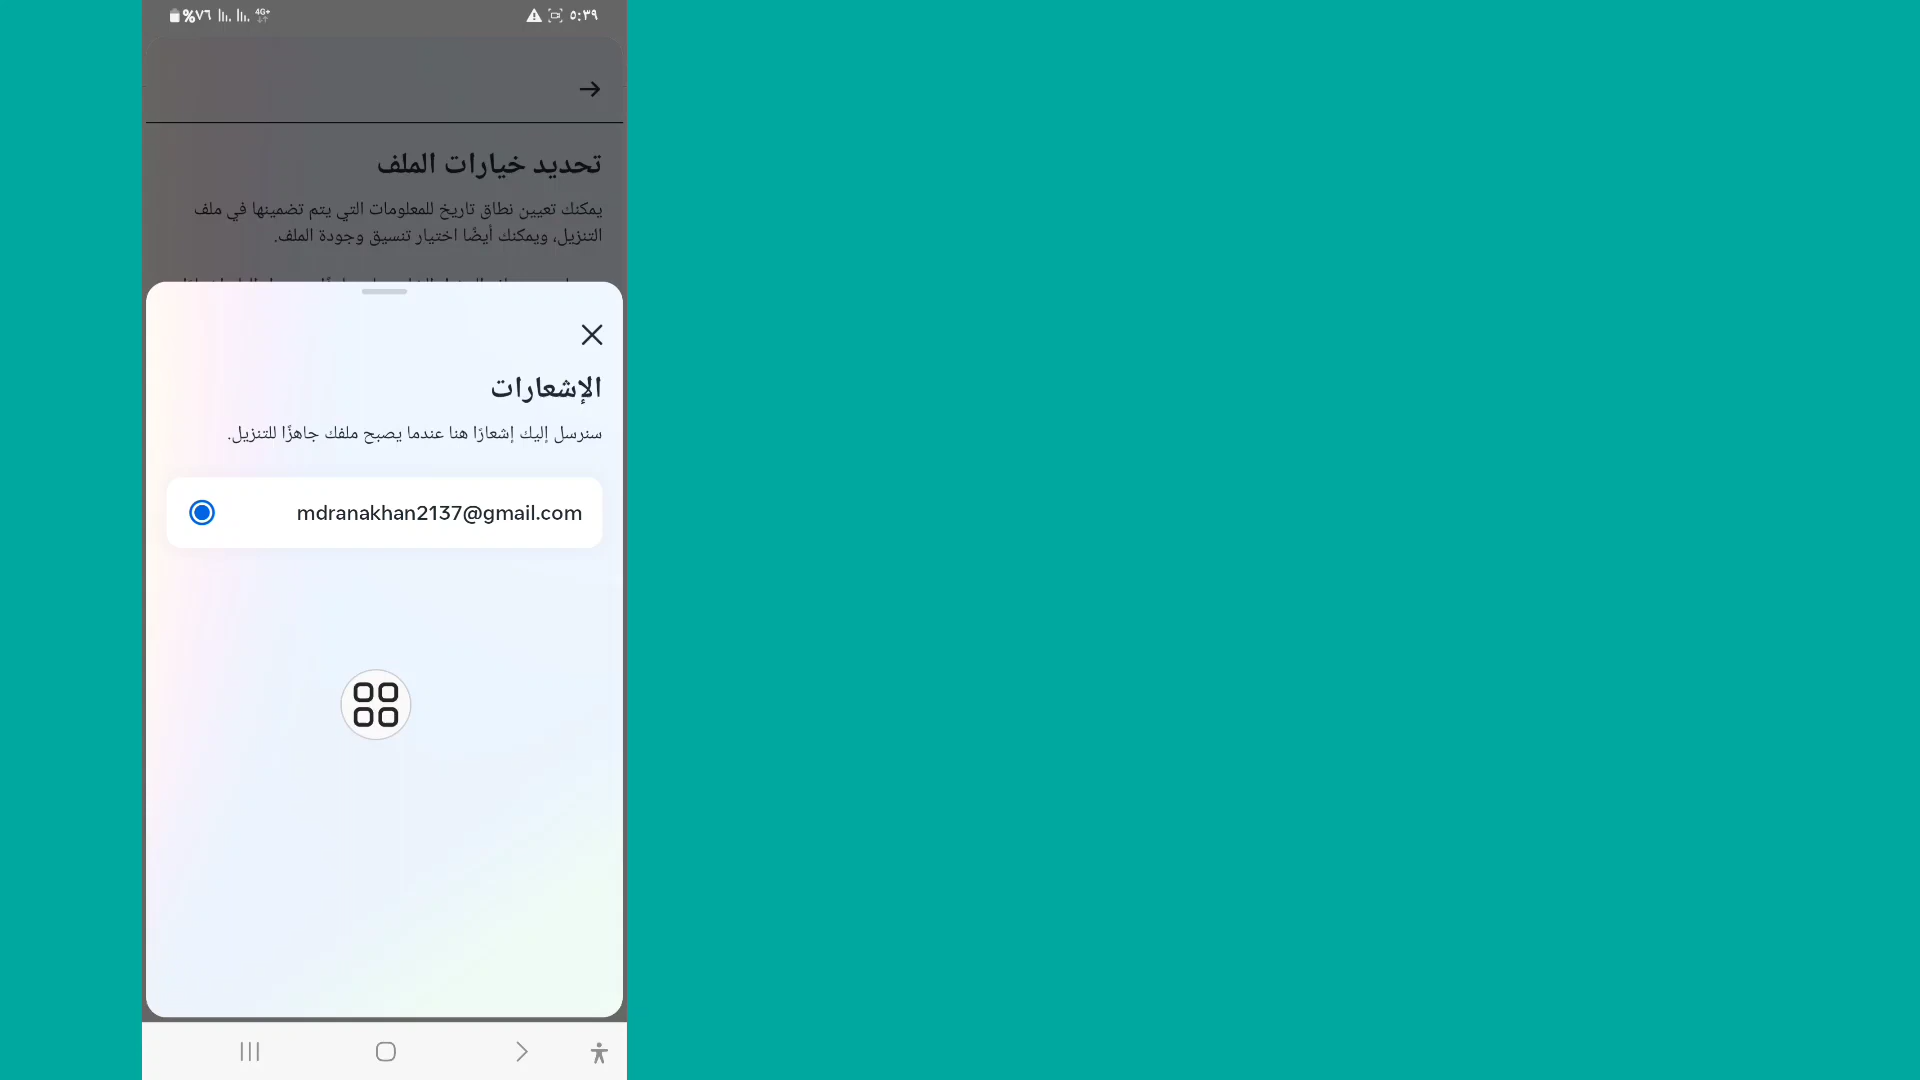 %٧٦ 4G+ ٥:٣٩
تحديد خيارات الملف
يمكنك تعيين نطاق تاريخ للمعلومات التي يتم تضمينها في ملف
التنزيل، ويمكنك أيضًا اختيار تنسيق وجودة الملف.
الإشعارات
سنرسل إليك إشعارًا هنا عندما يصبح ملفك جاهزًا للتنزيل.
mdranakhan2137@gmail.com